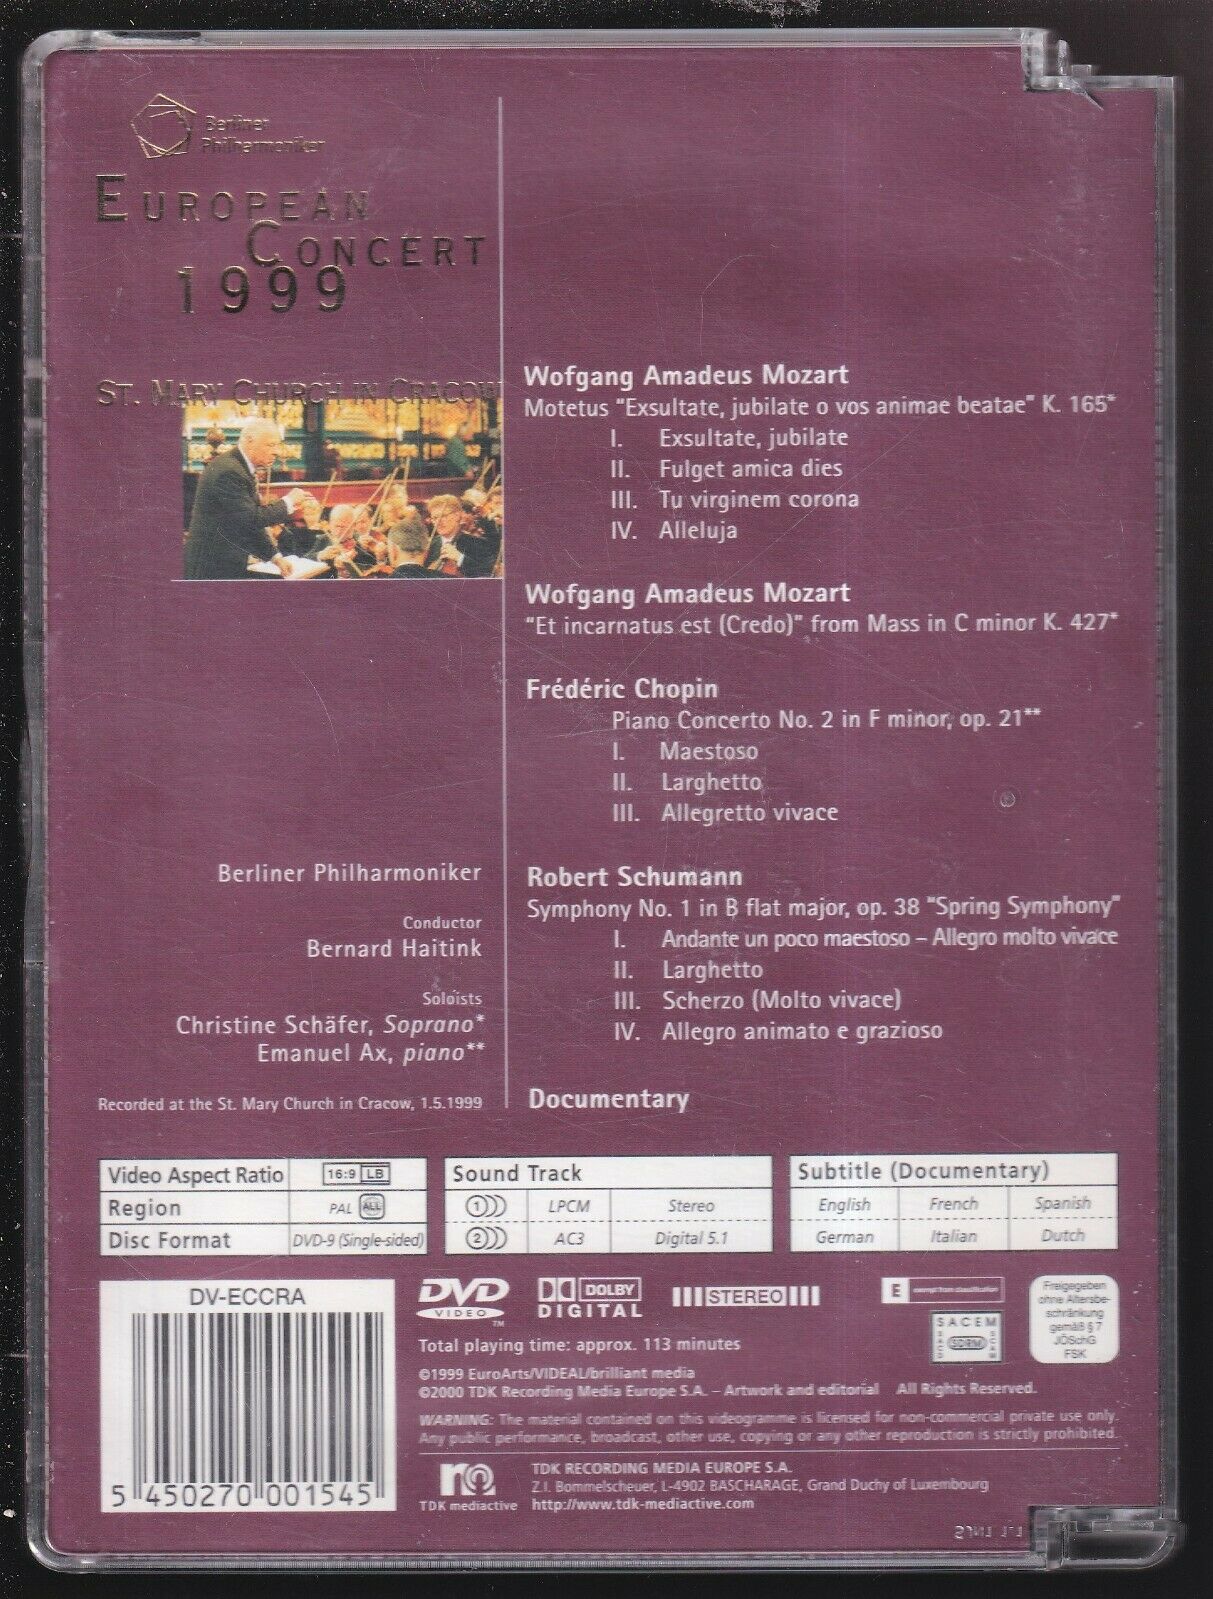 Berliner
Philharmoniker
EUROPEAN
CONCERT
1999
ST. MARY CHURCH IN CRACOW
Wofgang Amadeus Mozart
Motetus "Exsultate, jubilate o vos animae beatae" K. 165*
I. Exsultate, jubilate
II. Fulget amica dies
III. Tu virginem corona
IV. Alleluja
Wofgang Amadeus Mozart
"Et incarnatus est (Credo)" from Mass in C minor K. 427*
Frédéric Chopin
Piano Concerto No. 2 in F minor, op. 21**
I. Maestoso
II. Larghetto
III. Allegretto vivace
Robert Schumann
Symphony No. 1 in B flat major, op. 38 "Spring Symphony"
I. Andante un poco maestoso – Allegro molto vivace
II. Larghetto
III. Scherzo (Molto vivace)
IV. Allegro animato e grazioso
Documentary
Berliner Philharmoniker
Conductor
Bernard Haitink
Soloists
Christine Schäfer, Soprano*
Emanuel Ax, piano**
Recorded at the St. Mary Church in Cracow, 1.5.1999
Video Aspect Ratio 16:9 LB
Region PAL ALL
Disc Format DVD-9 (Single-sided)
Sound Track
1 LPCM Stereo
2 AC3 Digital 5.1
Subtitle (Documentary)
English French Spanish
German Italian Dutch
DV-ECCRA
5 450270 001545
DVD
VIDEO TM
DOLBY
DIGITAL
STEREO
E exempt from classification
SACEM
SACD
SDRM
SCAM
Freigegeben
ohne Altersbe-
schränkung
gemäß § 7
JÖSchG
FSK
Total playing time: approx. 113 minutes
©1999 EuroArts/VIDEAL/brilliant media
©2000 TDK Recording Media Europe S.A. – Artwork and editorial All Rights Reserved.
WARNING: The material contained on this videogramme is licensed for non-commercial private use only.
Any public performance, broadcast, other use, copying or any other reproduction is strictly prohibited.
TDK mediactive
TDK RECORDING MEDIA EUROPE S.A.
Z.I. Bommelscheuer, L-4902 BASCHARAGE, Grand Duchy of Luxembourg
http://www.tdk-mediactive.com